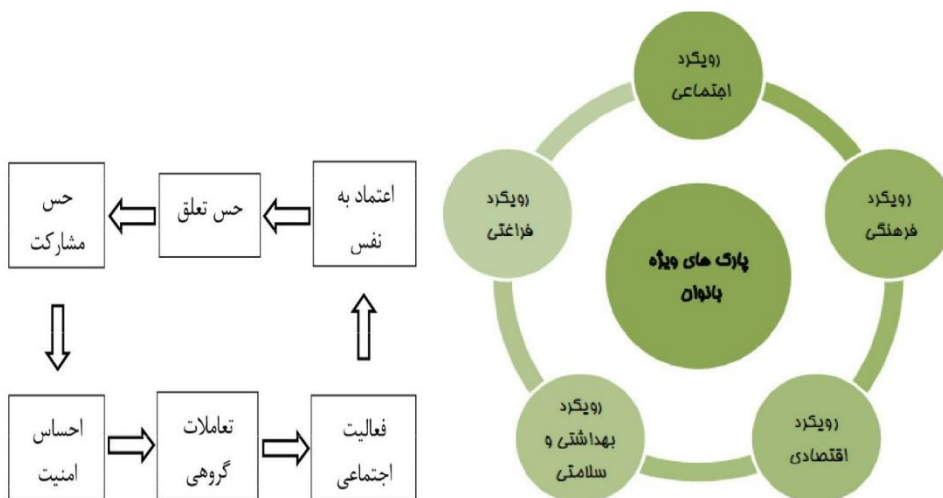 رویکرد
اجتماعی
رویکرد
فرهنگی
رویکرد
اقتصادی
رویکرد
بهداشتی و
سلامتی
رویکرد
فراغتی
پارک های ویژه
بانوان
اعتماد به
نفس
حس تعلق
حس
مشارکت
احساس
امنیت
تعاملات
گروهی
فعالیت
اجتماعی